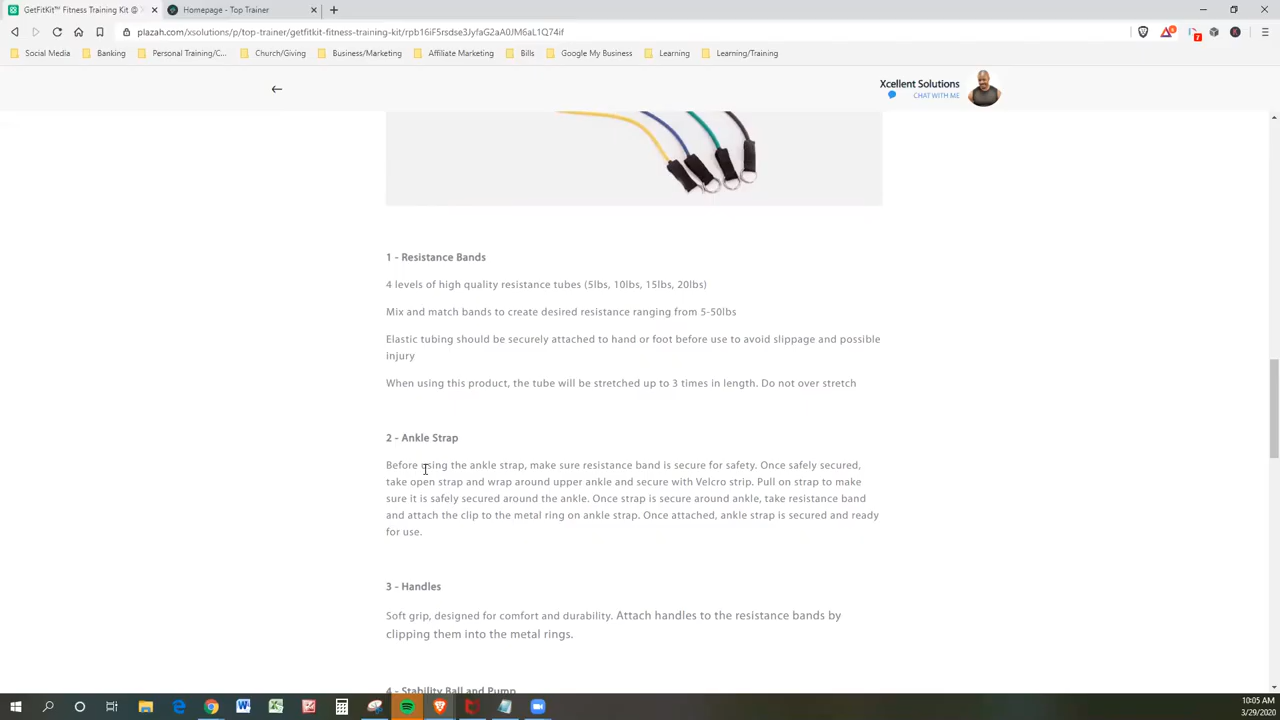 GetFitKit™ Fitness Training Kit @
Homepage - Top Trainer
plazah.com/xsolutions/p/top-trainer/getfitkit-fitness-training-kit/rpb16iF5rsdse3JyfaG2aA0JM6aL1Q74if
Social Media
Banking
Personal Training/C...
Church/Giving
Business/Marketing
Affiliate Marketing
Bills
Google My Business
Learning
Learning/Training
Xcellent Solutions
CHAT WITH ME
1 - Resistance Bands
4 levels of high quality resistance tubes (5lbs, 10lbs, 15lbs, 20lbs)
Mix and match bands to create desired resistance ranging from 5-50lbs
Elastic tubing should be securely attached to hand or foot before use to avoid slippage and possible
injury
When using this product, the tube will be stretched up to 3 times in length. Do not over stretch
2 - Ankle Strap
Before using the ankle strap, make sure resistance band is secure for safety. Once safely secured,
take open strap and wrap around upper ankle and secure with Velcro strip. Pull on strap to make
sure it is safely secured around the ankle. Once strap is secure around ankle, take resistance band
and attach the clip to the metal ring on ankle strap. Once attached, ankle strap is secured and ready
for use.
3 - Handles
Soft grip, designed for comfort and durability. Attach handles to the resistance bands by
clipping them into the metal rings.
4 - Stability Ball and Pump
10:05 AM
3/29/2020